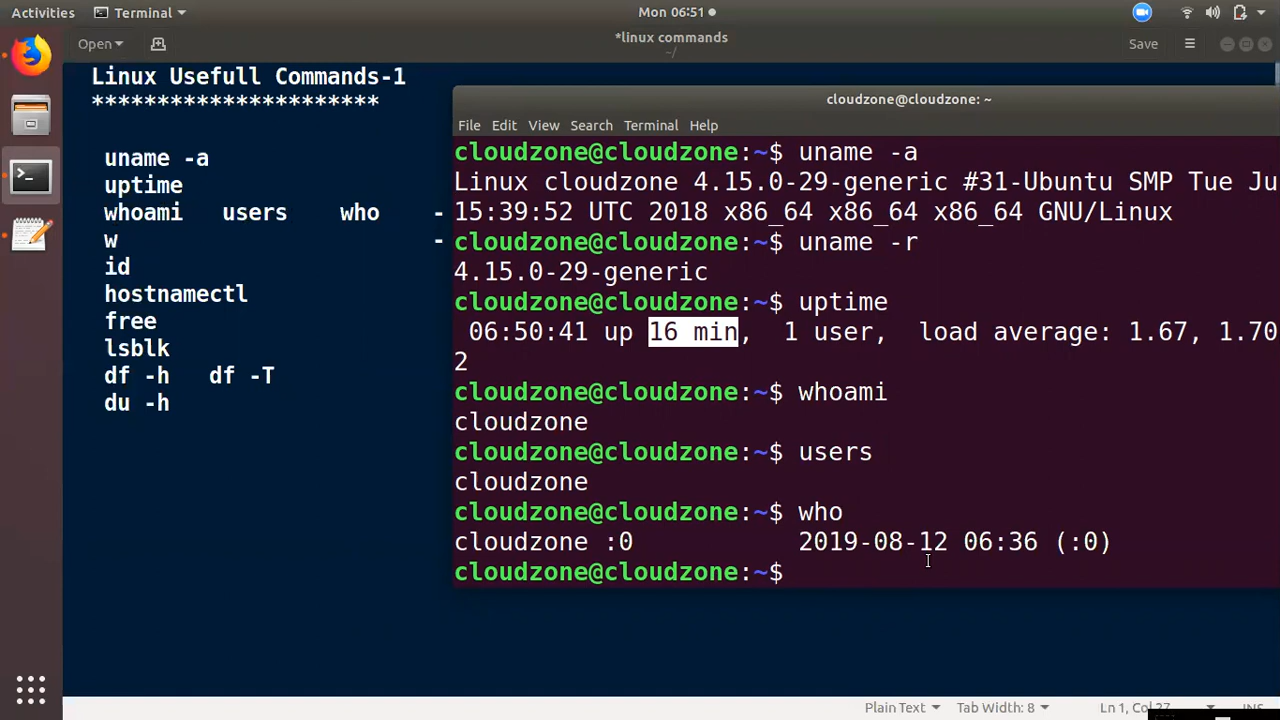 Activities Terminal Mon 06:51
Open *linux commands Save
~/
Linux Usefull Commands-1
**********************
uname -a
uptime
whoami users who -
w -
id
hostnamectl
free
lsblk
df -h df -T
du -h
cloudzone@cloudzone: ~
File Edit View Search Terminal Help
cloudzone@cloudzone:~$ uname -a
Linux cloudzone 4.15.0-29-generic #31-Ubuntu SMP Tue Ju
15:39:52 UTC 2018 x86_64 x86_64 x86_64 GNU/Linux
cloudzone@cloudzone:~$ uname -r
4.15.0-29-generic
cloudzone@cloudzone:~$ uptime
06:50:41 up 16 min, 1 user, load average: 1.67, 1.70
2
cloudzone@cloudzone:~$ whoami
cloudzone
cloudzone@cloudzone:~$ users
cloudzone
cloudzone@cloudzone:~$ who
cloudzone :0 2019-08-12 06:36 (:0)
cloudzone@cloudzone:~$
Plain Text Tab Width: 8 Ln 1, Col 27 INS